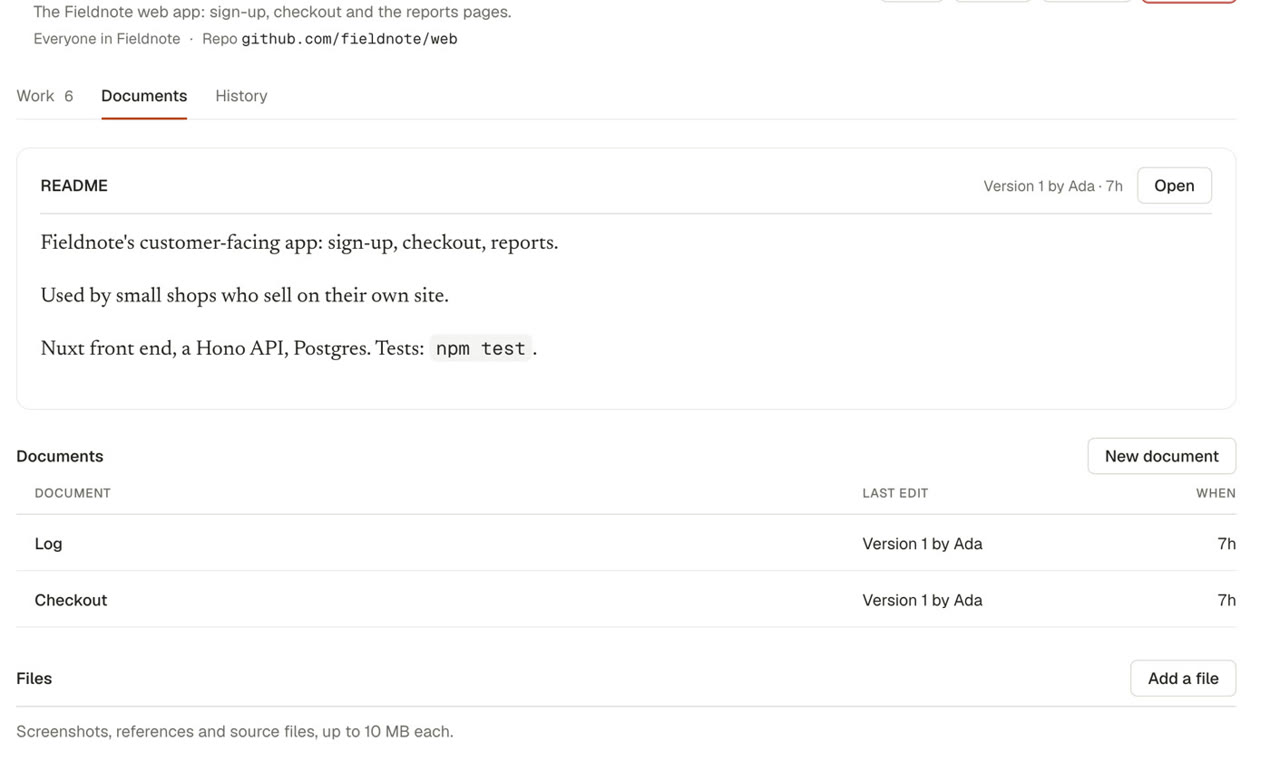 The Fieldnote web app: sign-up, checkout and the reports pages.
Everyone in Fieldnote · Repo github.com/fieldnote/web
Work 6 Documents History
README Version 1 by Ada · 7h Open
Fieldnote's customer-facing app: sign-up, checkout, reports.
Used by small shops who sell on their own site.
Nuxt front end, a Hono API, Postgres. Tests: npm test.
Documents New document
DOCUMENT LAST EDIT WHEN
Log Version 1 by Ada 7h
Checkout Version 1 by Ada 7h
Files Add a file
Screenshots, references and source files, up to 10 MB each.